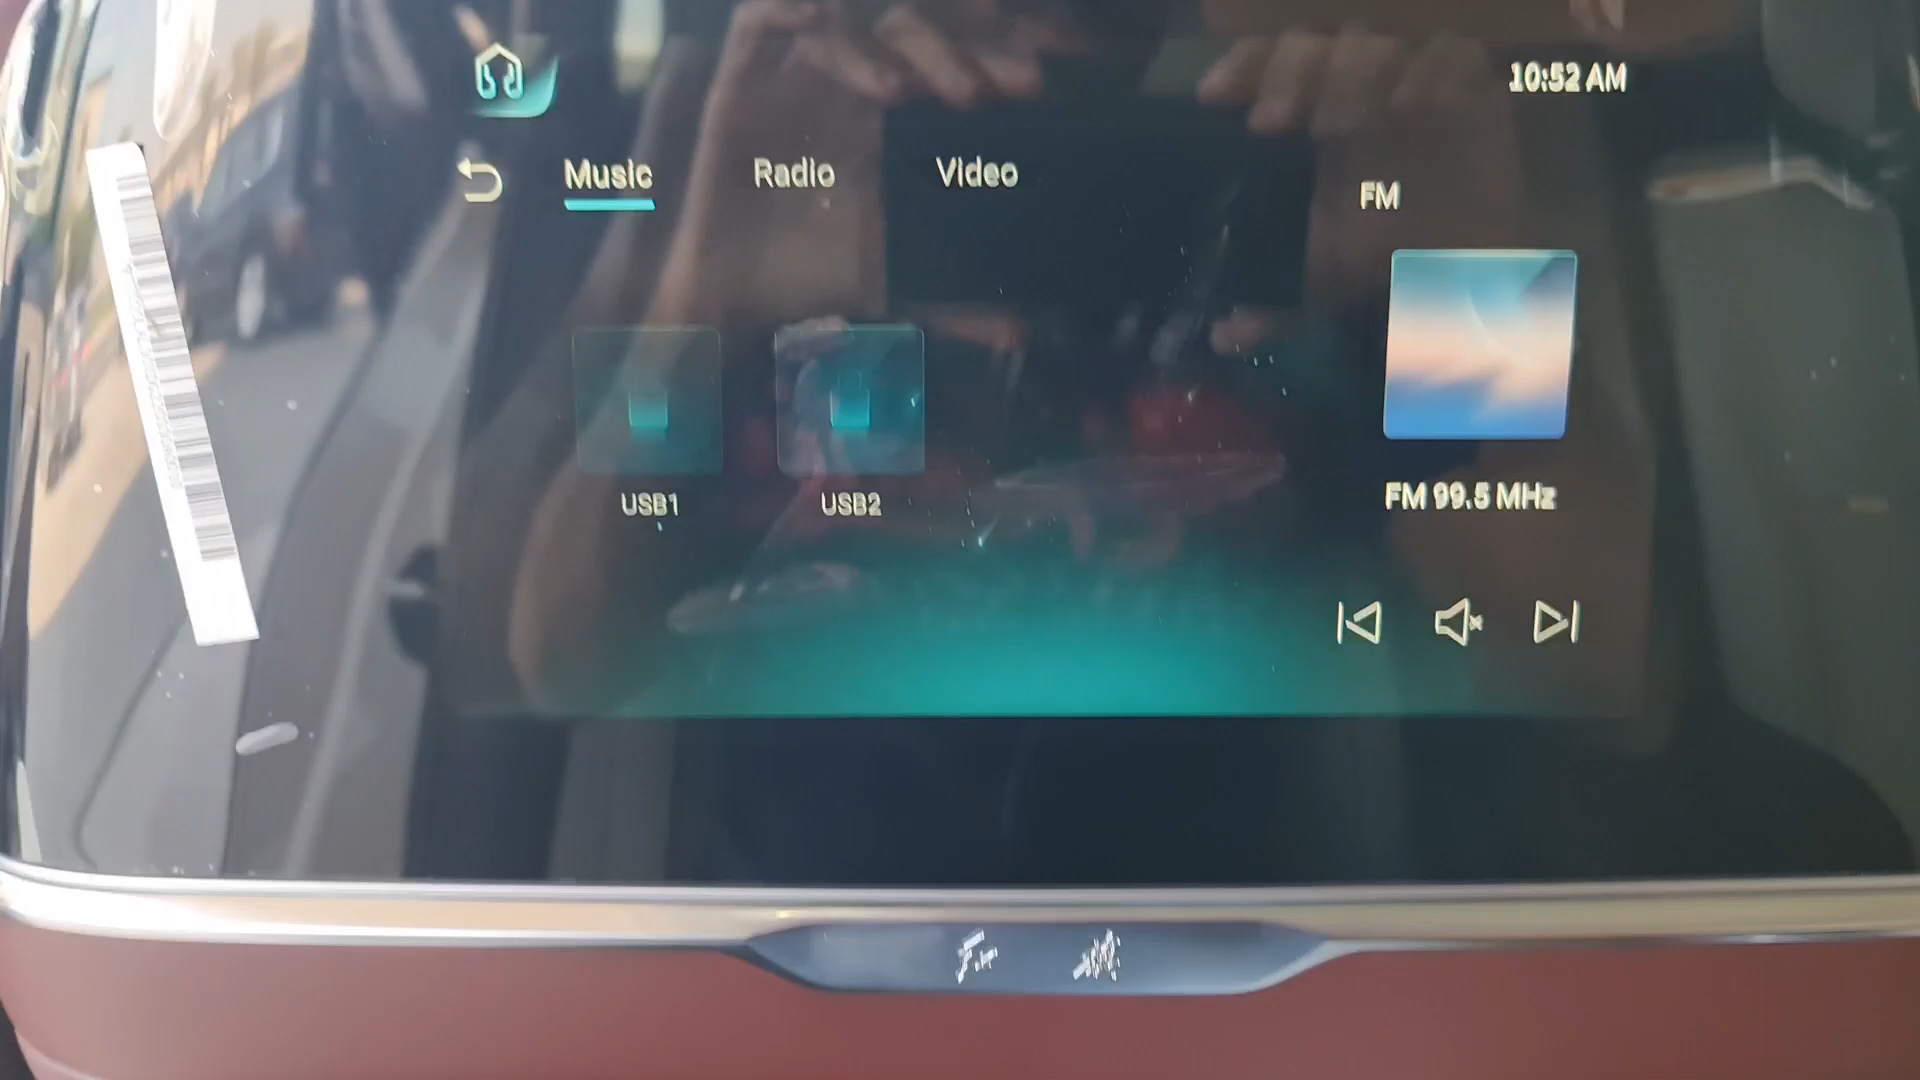 10:52 AM
Music Radio Video
FM
USB1 USB2
FM 99.5 MHz